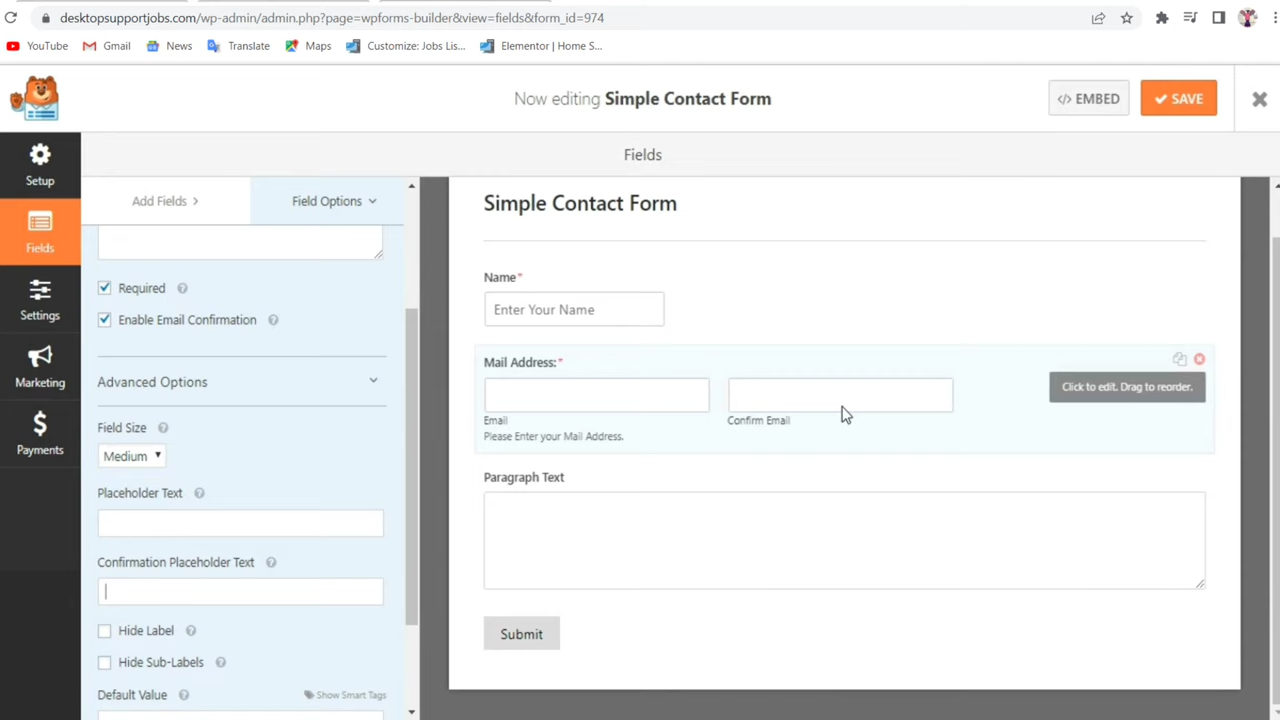 desktopsupportjobs.com/wp-admin/admin.php?page=wpforms-builder&view=fields&form_id=974
YouTube Gmail News Translate Maps Customize: Jobs Lis... Elementor | Home S...
Now editing Simple Contact Form
</> EMBED
SAVE
Fields
Setup
Fields
Settings
Marketing
Payments
Add Fields
Field Options
Required
Enable Email Confirmation
Advanced Options
Field Size
Medium
Placeholder Text
Confirmation Placeholder Text
Hide Label
Hide Sub-Labels
Default Value
Show Smart Tags
Simple Contact Form
Name*
Enter Your Name
Mail Address:*
Click to edit. Drag to reorder.
Email
Confirm Email
Please Enter your Mail Address.
Paragraph Text
Submit